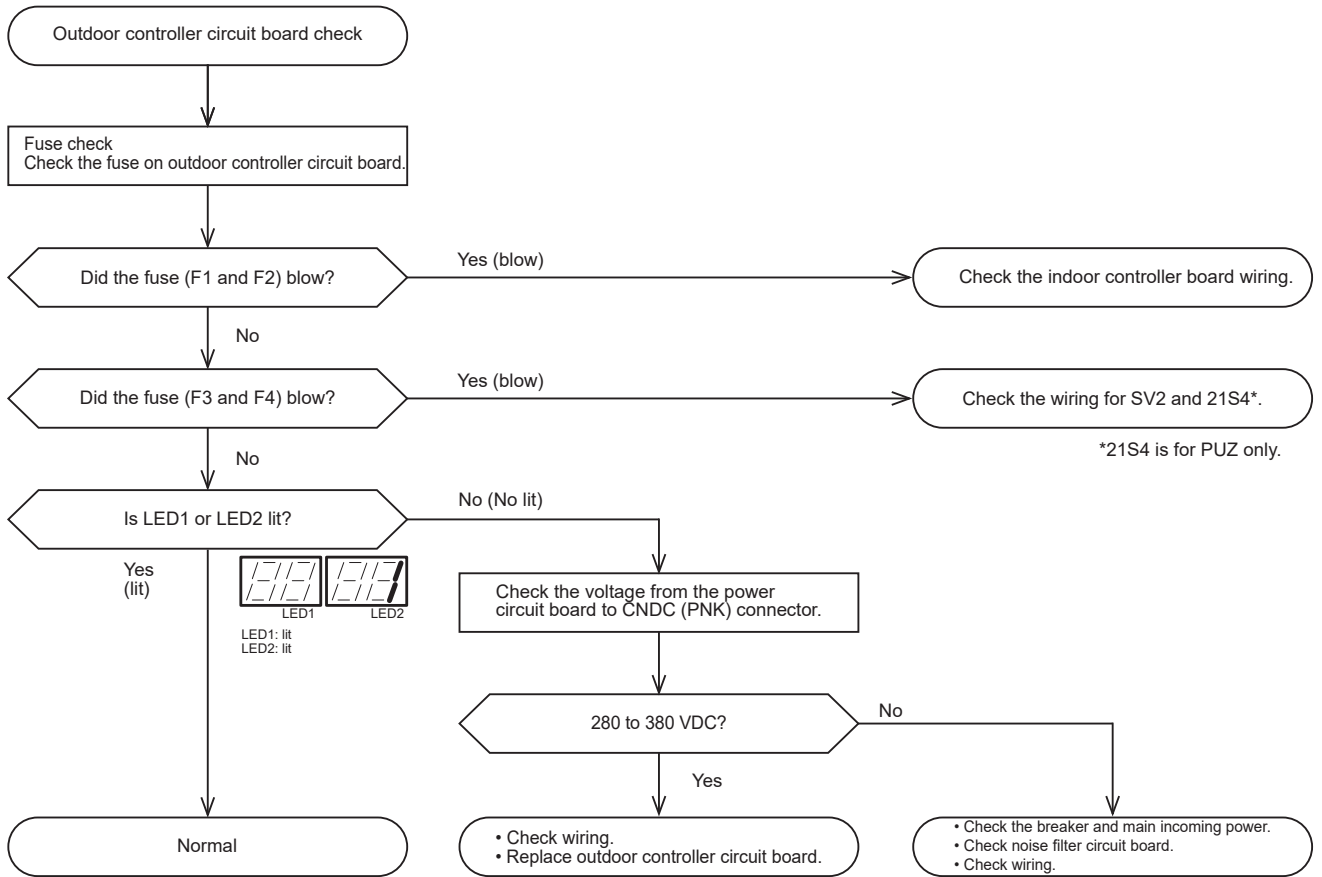 Outdoor controller circuit board check
Fuse check
Check the fuse on outdoor controller circuit board.
Did the fuse (F1 and F2) blow?
Yes (blow)
Check the indoor controller board wiring.
No
Did the fuse (F3 and F4) blow?
Yes (blow)
Check the wiring for SV2 and 21S4*.
*21S4 is for PUZ only.
No
Is LED1 or LED2 lit?
No (No lit)
Yes
(lit)
LED1
LED2
LED1: lit
LED2: lit
Check the voltage from the power
circuit board to CNDC (PNK) connector.
280 to 380 VDC?
No
Yes
Normal
• Check wiring.
• Replace outdoor controller circuit board.
• Check the breaker and main incoming power.
• Check noise filter circuit board.
• Check wiring.